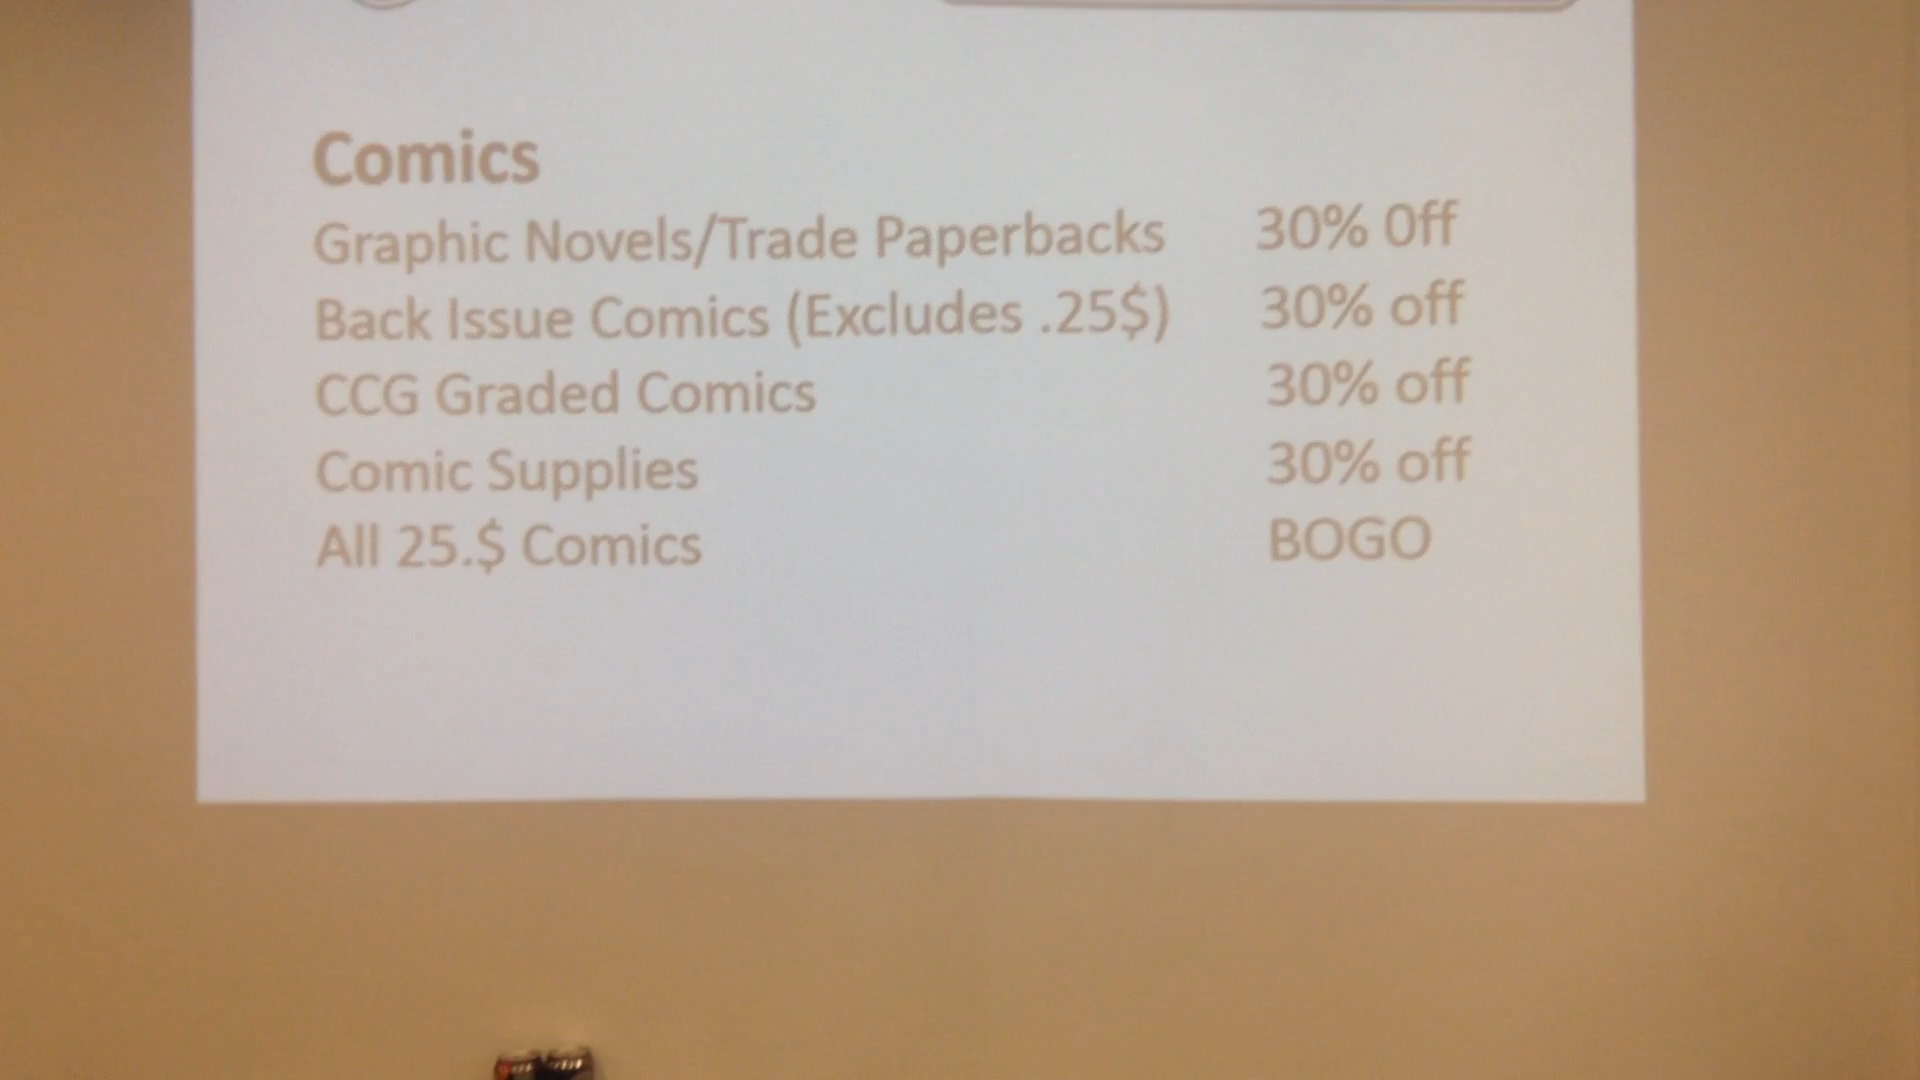 Comics
Graphic Novels/Trade Paperbacks 30% Off
Back Issue Comics (Excludes .25$) 30% off
CCG Graded Comics 30% off
Comic Supplies 30% off
All 25.$ Comics BOGO